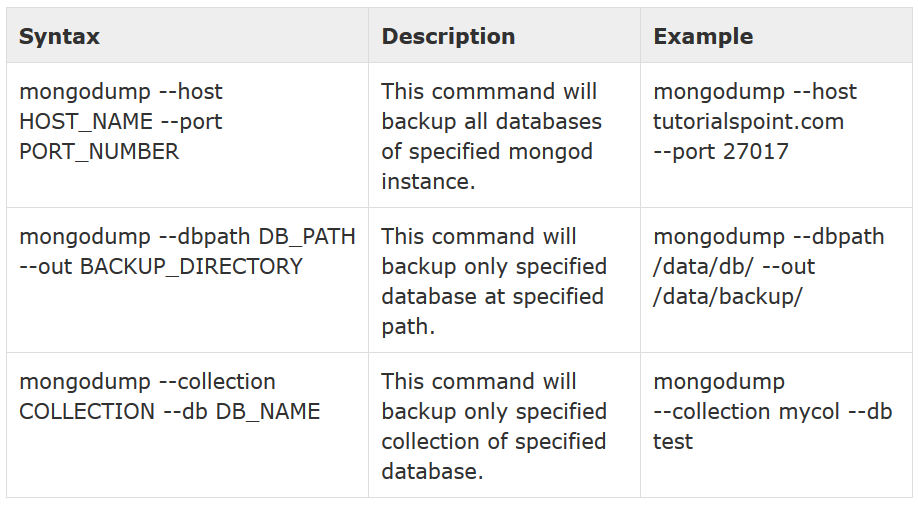 Syntax
Description
Example
mongodump --host
HOST_NAME --port
PORT_NUMBER
This commmand will
backup all databases
of specified mongod
instance.
mongodump --host
tutorialspoint.com
--port 27017
mongodump --dbpath DB_PATH
--out BACKUP_DIRECTORY
This command will
backup only specified
database at specified
path.
mongodump --dbpath
/data/db/ --out
/data/backup/
mongodump --collection
COLLECTION --db DB_NAME
This command will
backup only specified
collection of specified
database.
mongodump
--collection mycol --db
test